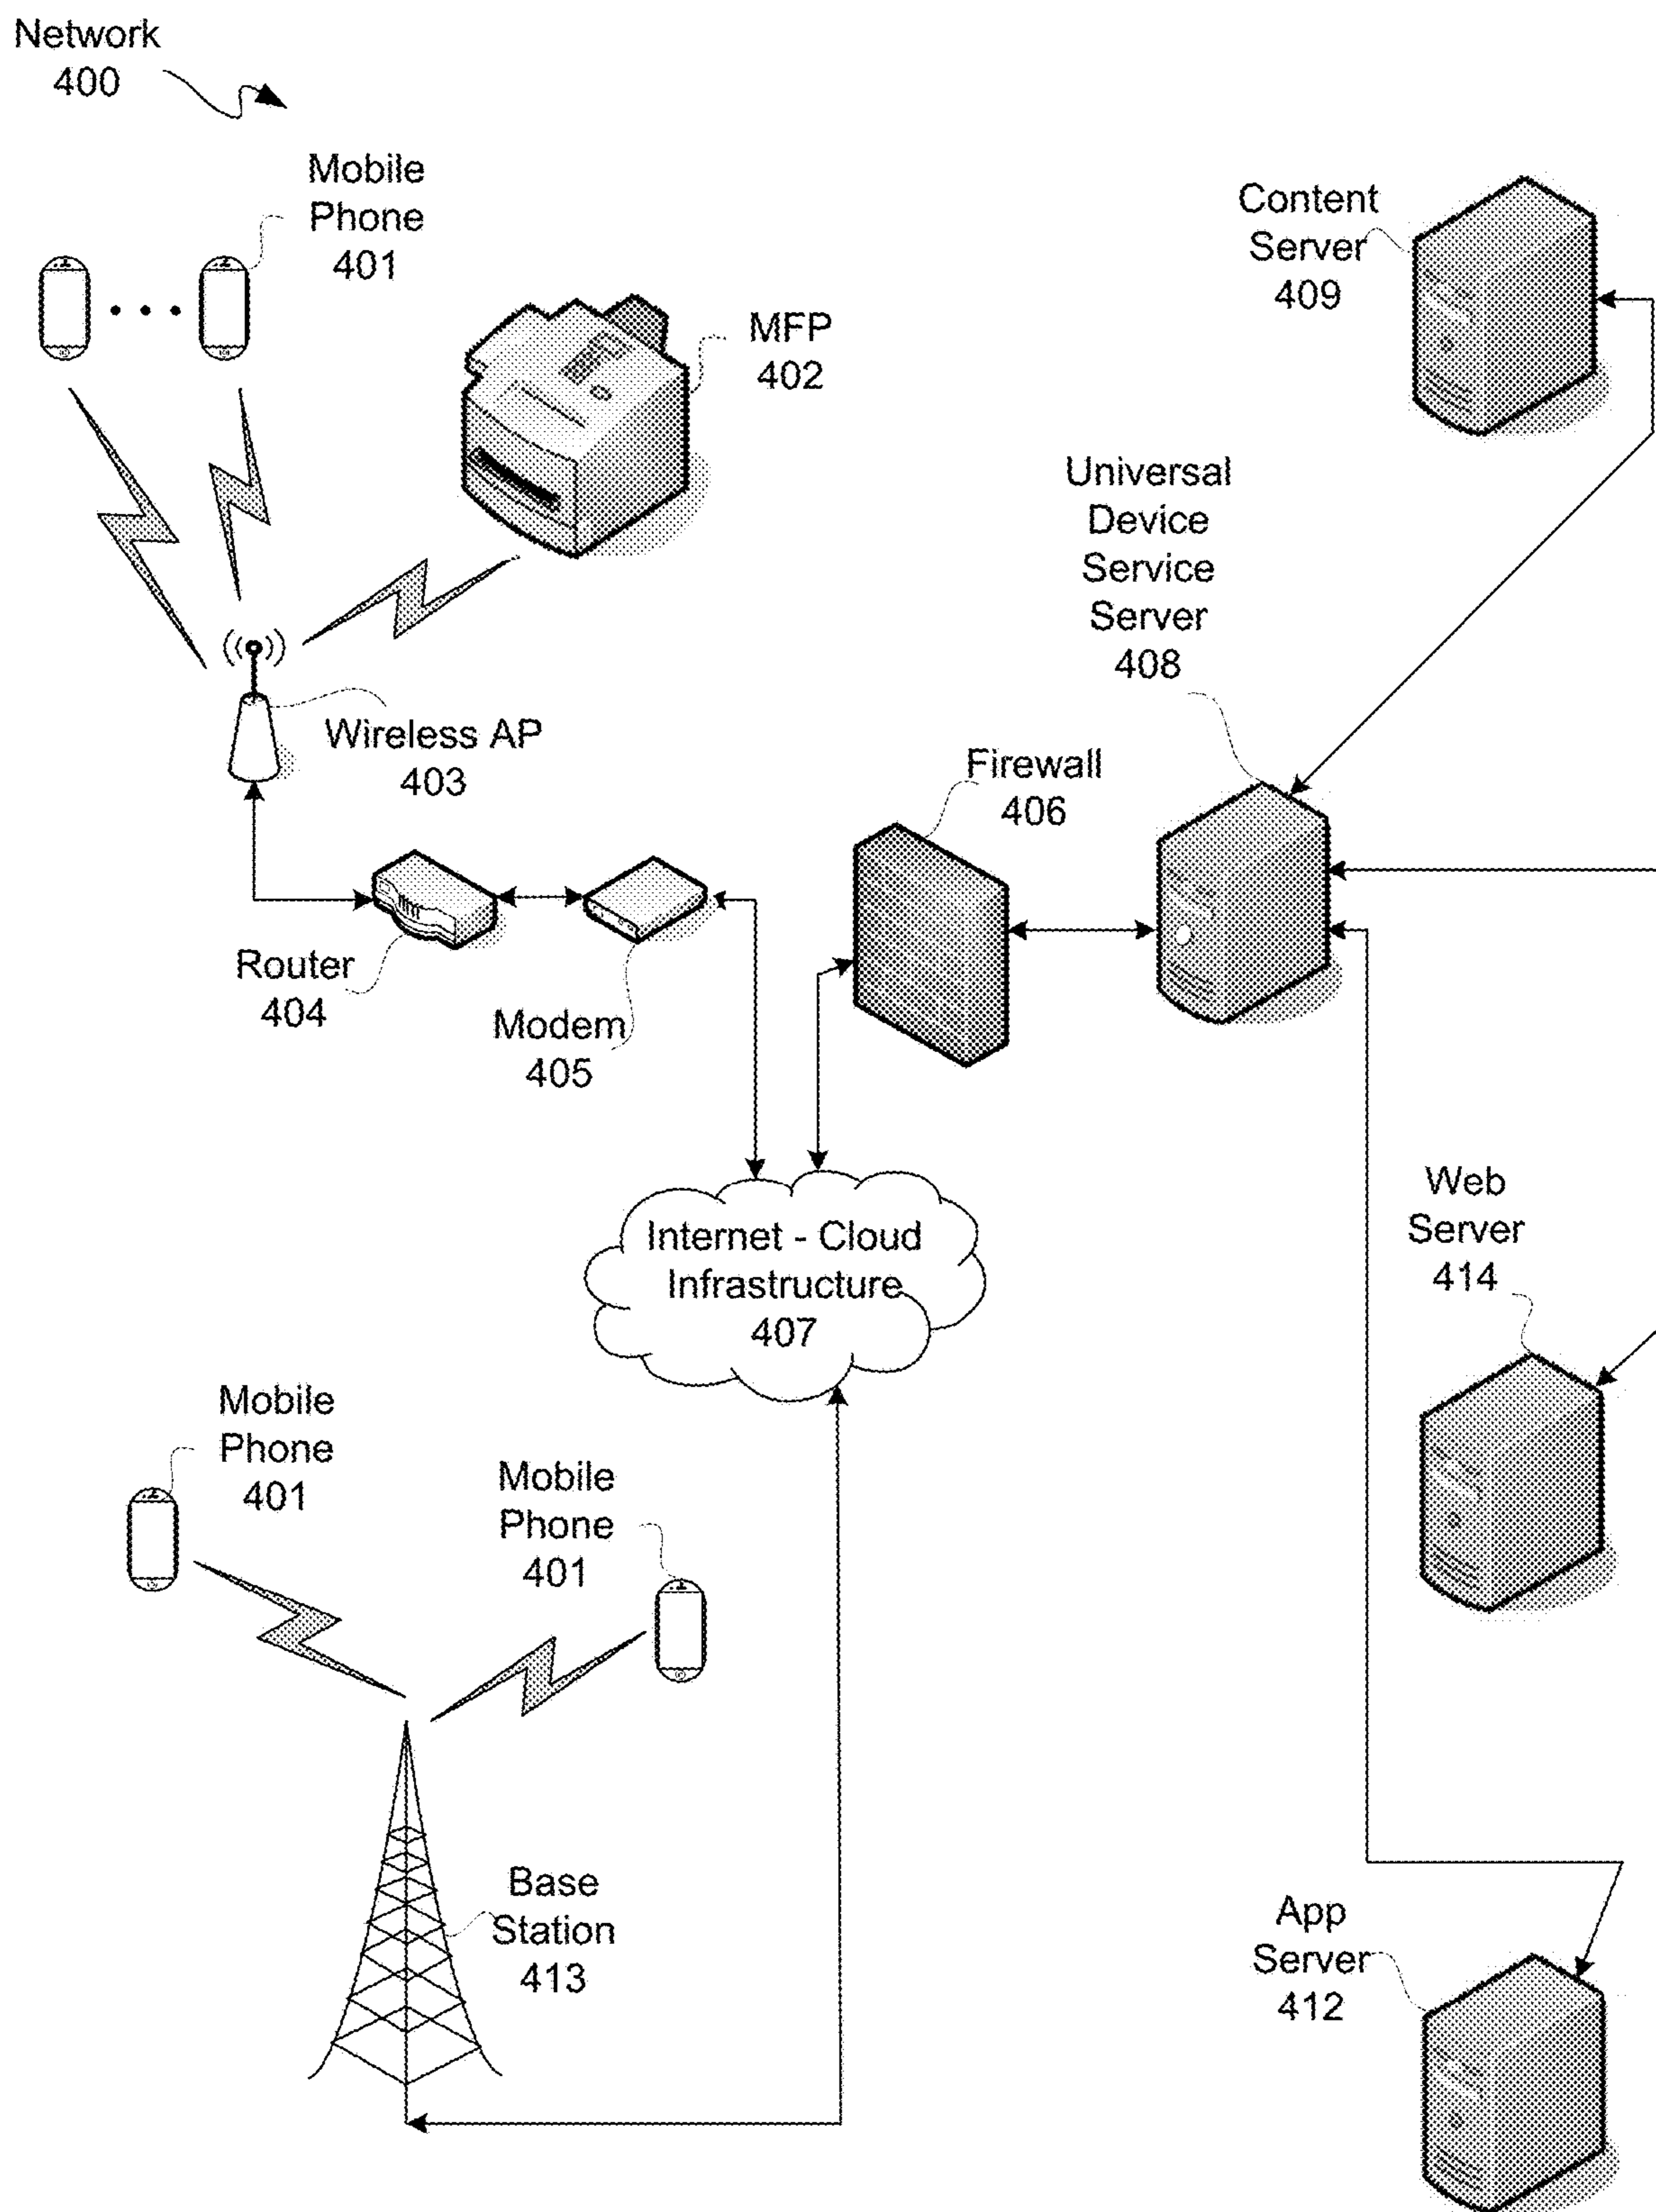 Network
400
Mobile
Phone
401
MFP
402
Content
Server
409
Universal
Device
Service
Server
408
Wireless AP
403
Firewall
406
Router
404
Modem
405
Internet - Cloud
Infrastructure
407
Web
Server
414
Mobile
Phone
401
Mobile
Phone
401
Base
Station
413
App
Server
412